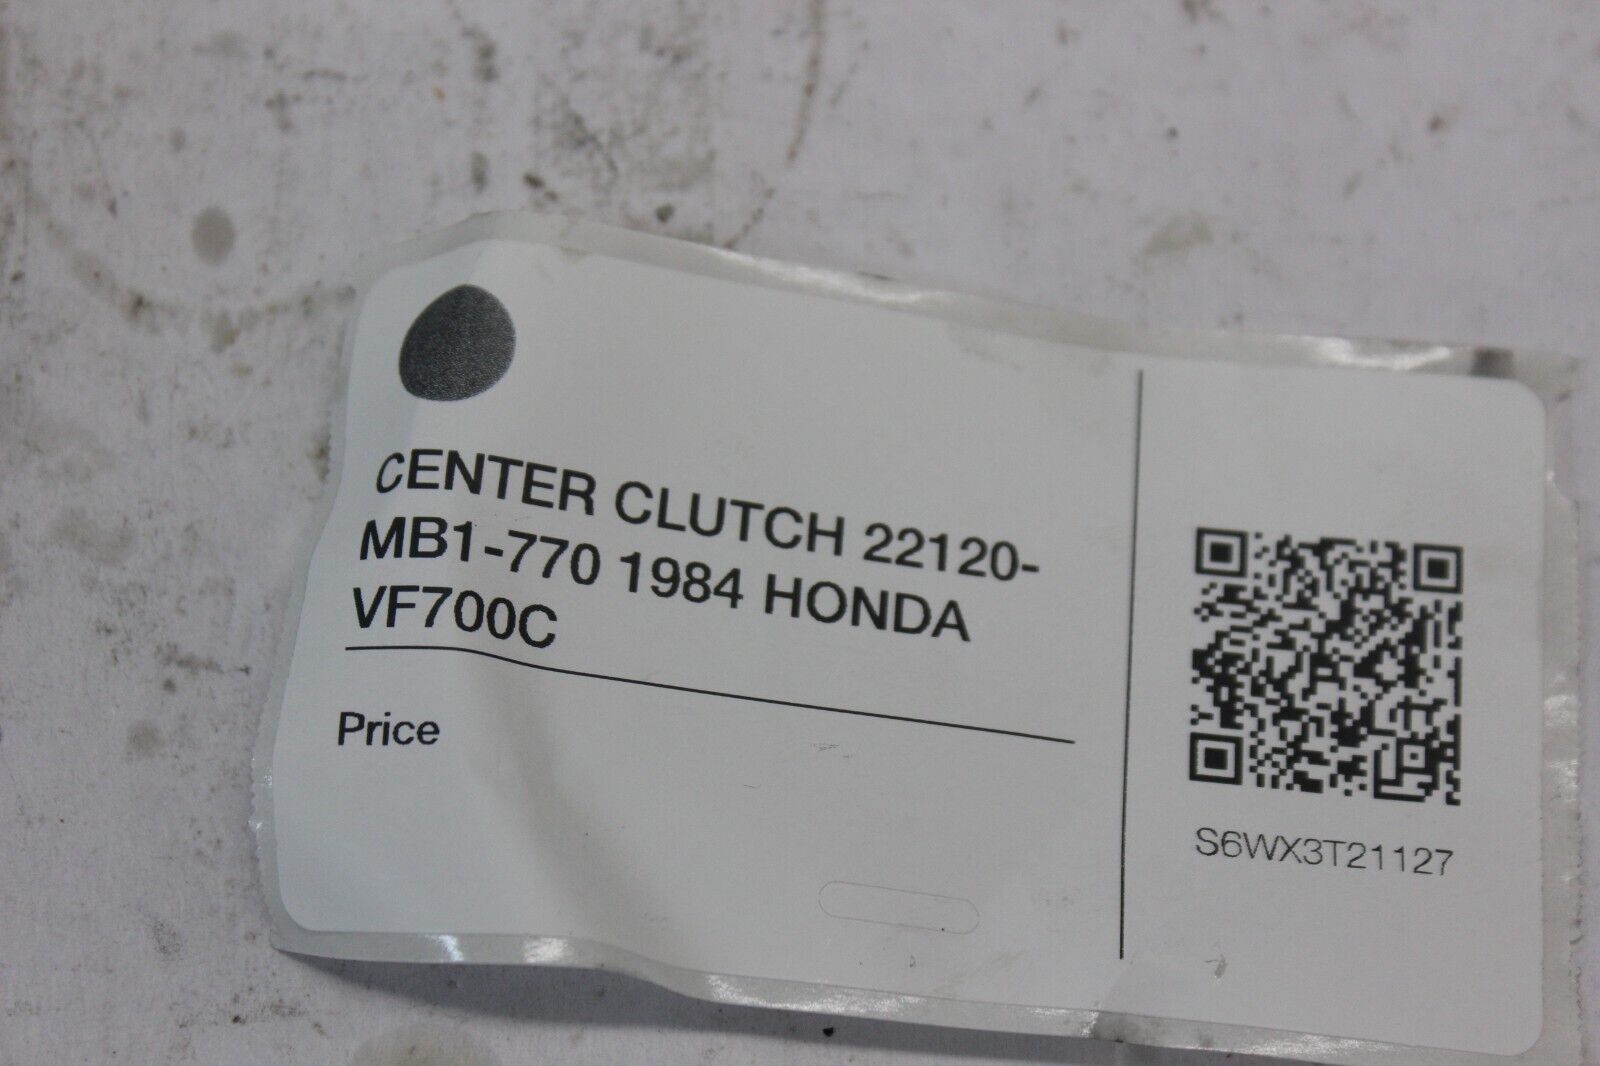 CENTER CLUTCH 22120-
MB1-770 1984 HONDA
VF700C
Price
S6WX3T21127